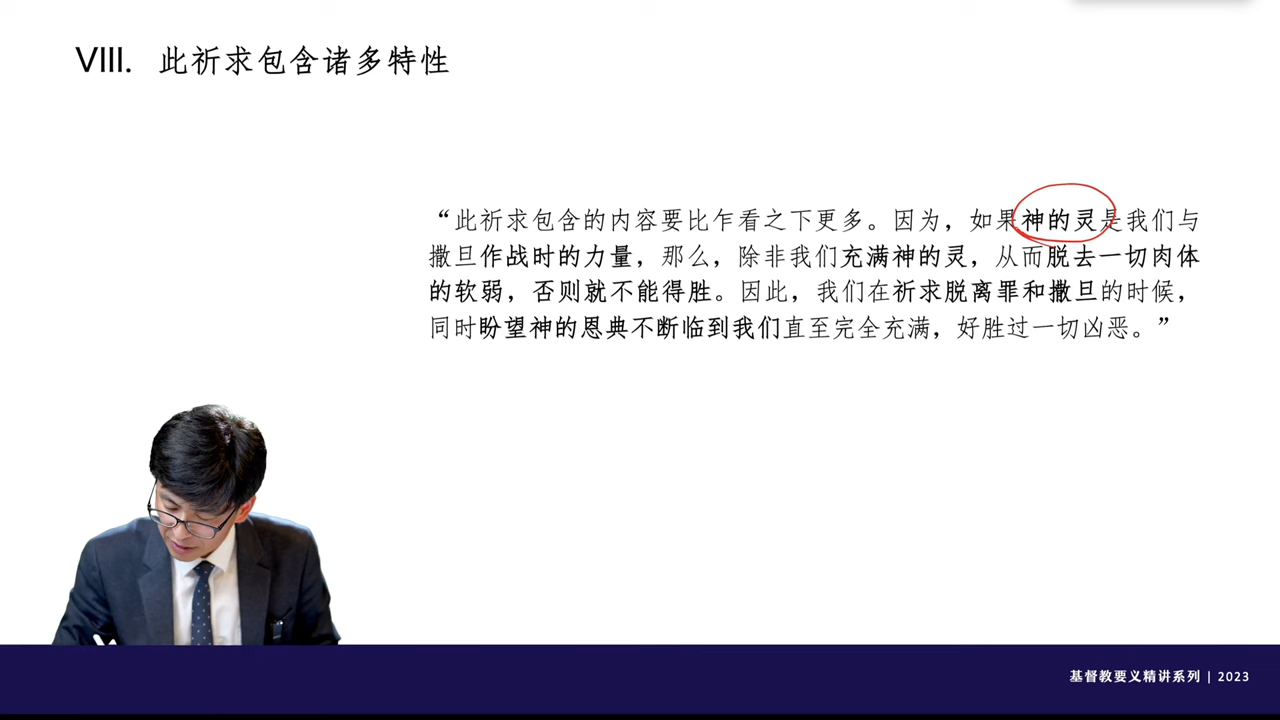 VIII. 此祈求包含诸多特性
“此祈求包含的内容要比乍看之下更多。因为，如果神的灵是我们与
撒旦作战时的力量，那么，除非我们充满神的灵，从而脱去一切肉体
的软弱，否则就不能得胜。因此，我们在祈求脱离罪和撒旦的时候，
同时盼望神的恩典不断临到我们直至完全充满，好胜过一切凶恶。”
基督教要义精讲系列 | 2023